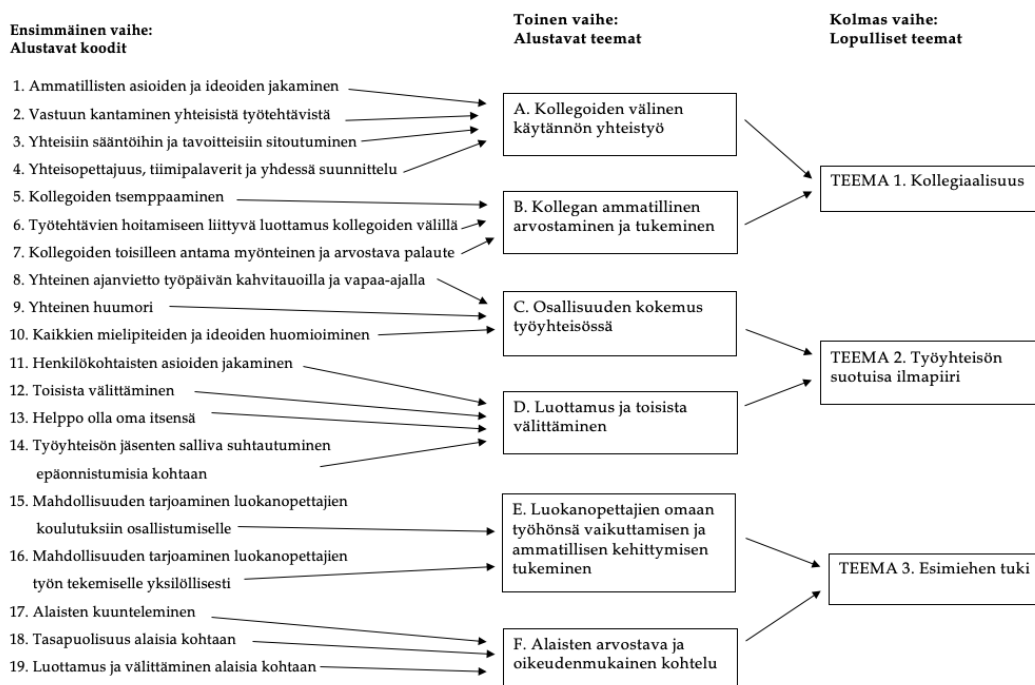 Ensimmäinen vaihe:
Alustavat koodit
1. Ammatillisten asioiden ja ideoiden jakaminen
2. Vastuun kantaminen yhteisistä työtehtävistä
3. Yhteisiin sääntöihin ja tavoitteisiin sitoutuminen
4. Yhteisopettajuus, tiimipalaverit ja yhdessä suunnittelu
5. Kollegoiden tsemppaaminen
6. Työtehtävien hoitamiseen liittyvä luottamus kollegoiden välillä
7. Kollegoiden toisilleen antama myönteinen ja arvostava palaute
8. Yhteinen ajanvietto työpäivän kahvitauoilla ja vapaa-ajalla
9. Yhteinen huumori
10. Kaikkien mielipiteiden ja ideoiden huomioiminen
11. Henkilökohtaisten asioiden jakaminen
12. Toisista välittäminen
13. Helppo olla oma itsensä
14. Työyhteisön jäsenten salliva suhtautuminen
epäonnistumisia kohtaan
15. Mahdollisuuden tarjoaminen luokanopettajien
koulutuksiin osallistumiselle
16. Mahdollisuuden tarjoaminen luokanopettajien
työn tekemiselle yksilöllisesti
17. Alaisten kuunteleminen
18. Tasapuolisuus alaisia kohtaan
19. Luottamus ja välittäminen alaisia kohtaan
Toinen vaihe:
Alustavat teemat
A. Kollegoiden välinen
käytännön yhteistyö
B. Kollegan ammatillinen
arvostaminen ja tukeminen
C. Osallisuuden kokemus
työyhteisössä
D. Luottamus ja toisista
välittäminen
E. Luokanopettajien omaan
työhönsä vaikuttamisen ja
ammatillisen kehittymisen
tukeminen
F. Alaisten arvostava ja
oikeudenmukainen kohtelu
Kolmas vaihe:
Lopulliset teemat
TEEMA 1. Kollegiaalisuus
TEEMA 2. Työyhteisön
suotuisa ilmapiiri
TEEMA 3. Esimiehen tuki